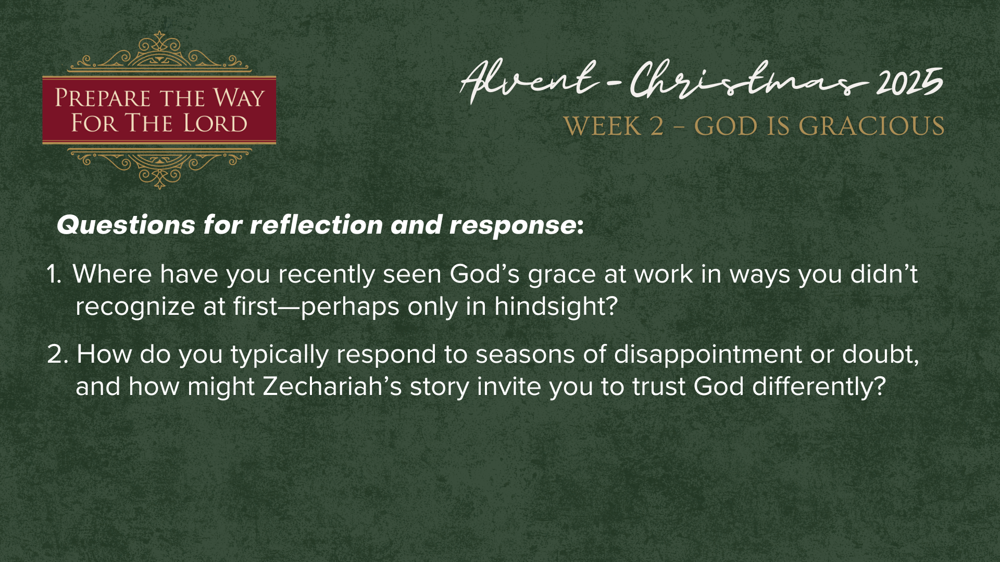 PREPARE THE WAY
FOR THE LORD
Advent - Christmas 2025
WEEK 2 – GOD IS GRACIOUS
Questions for reflection and response:
1. Where have you recently seen God’s grace at work in ways you didn’t
recognize at first—perhaps only in hindsight?
2. How do you typically respond to seasons of disappointment or doubt,
and how might Zechariah’s story invite you to trust God differently?